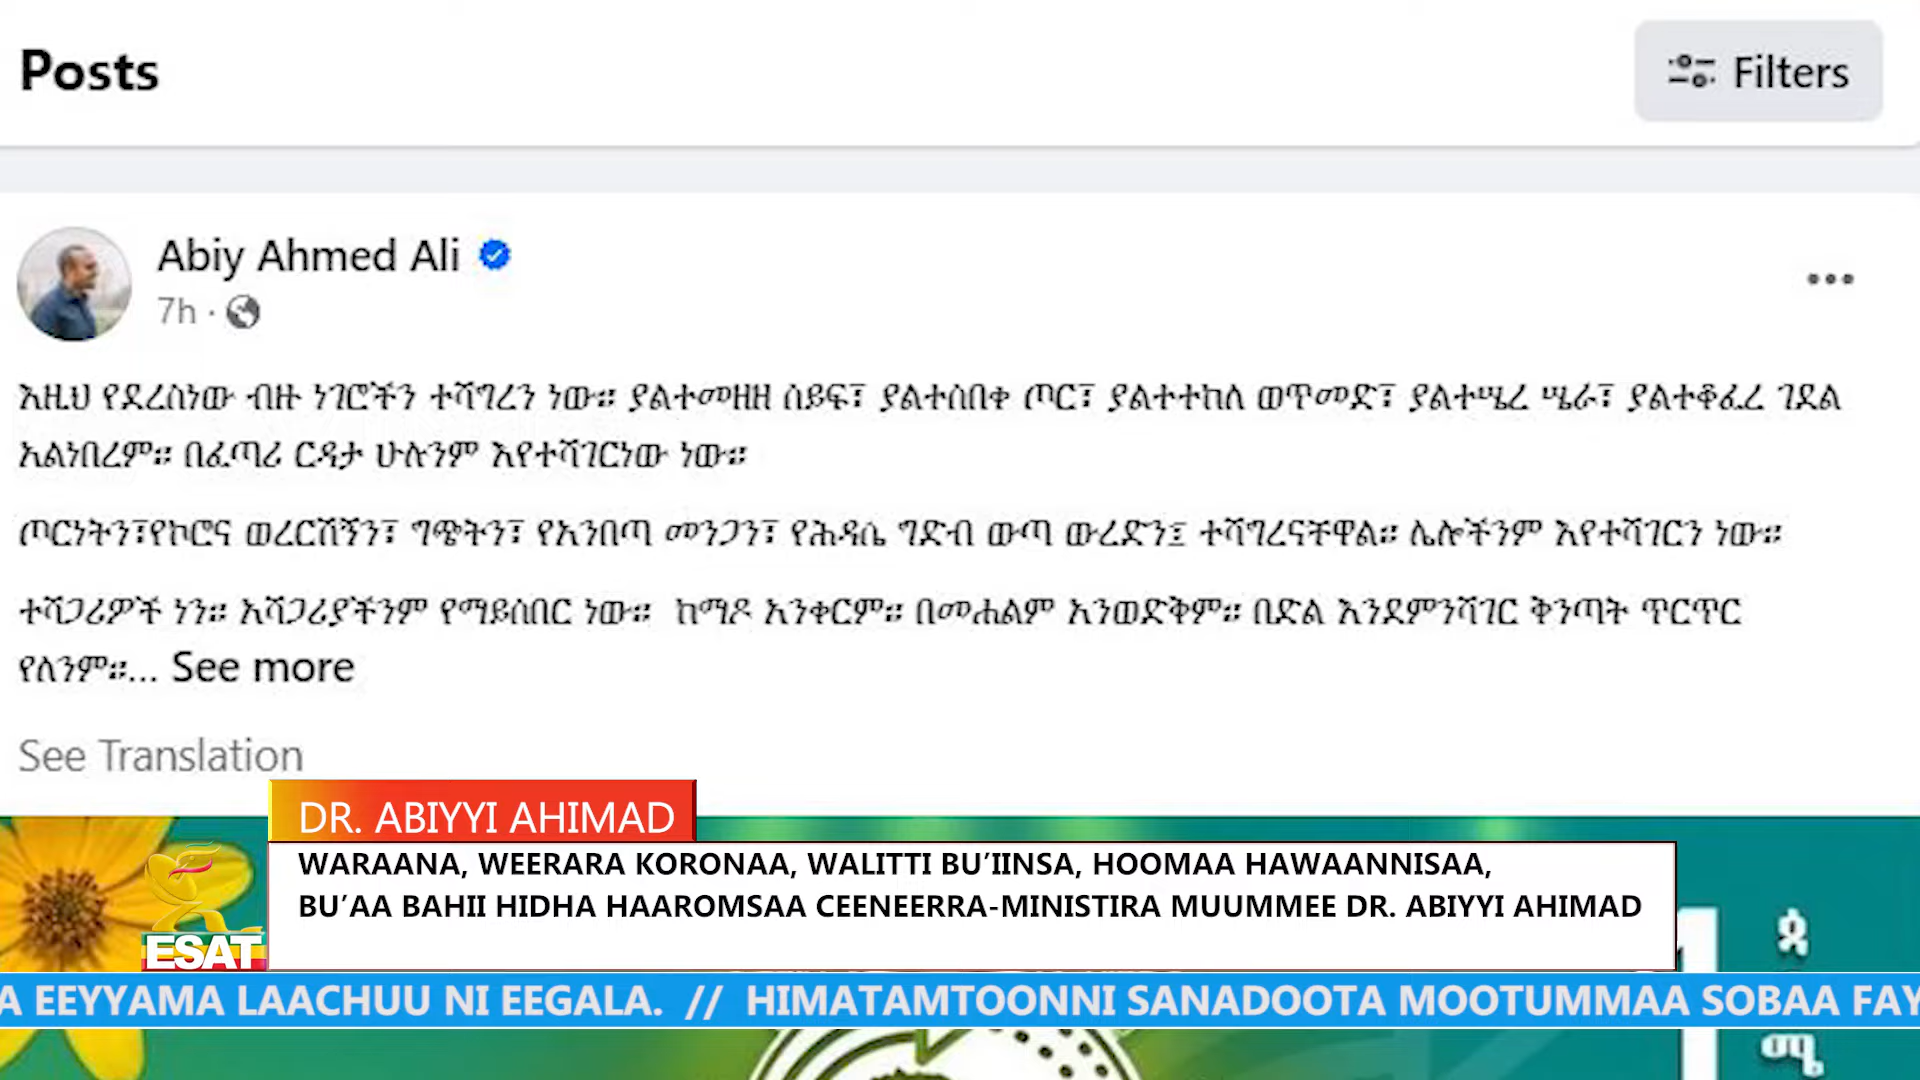 Posts
Filters
Abiy Ahmed Ali
7h ·
እዚህ የደረስነው ብዙ ነገሮችን ተሻግረን ነው። ያልተመዘዘ ሰይፍ፣ ያልተሰበቀ ጦር፣ ያልተተከለ ወጥመድ፣ ያልተሤረ ሤራ፣ ያልተቆፈረ ገደል
አልነበረም። በፈጣሪ ርዳታ ሁሉንም እየተሻገርነው ነው።
ጦርነትን፣የኮሮና ወረርሽኝን፣ ግጭትን፣ የአንበጣ መንጋን፣ የሕዳሴ ግድብ ውጣ ውረድን፤ ተሻግረናቸዋል። ሌሎችንም እየተሻገርን ነው።
ተሻጋሪዎች ነን። አሻጋሪያችንም የማይሰበር ነው። ከማዶ አንቀርም። በመሐልም አንወድቅም። በድል እንደምንሻገር ቅንጣት ጥርጥር
የለንም።... See more
See Translation
DR. ABIYYI AHIMAD
WARAANA, WEERARA KORONAA, WALITTI BU’IINSA, HOOMAA HAWAANNISAA,
BU’AA BAHII HIDHA HAAROMSAA CEENEERRA-MINISTIRA MUUMMEE DR. ABIYYI AHIMAD
ESAT
A EEYYAMA LAACHUU NI EEGALA. // HIMATAMTOONNI SANADOOTA MOOTUMMAA SOBAA FAY